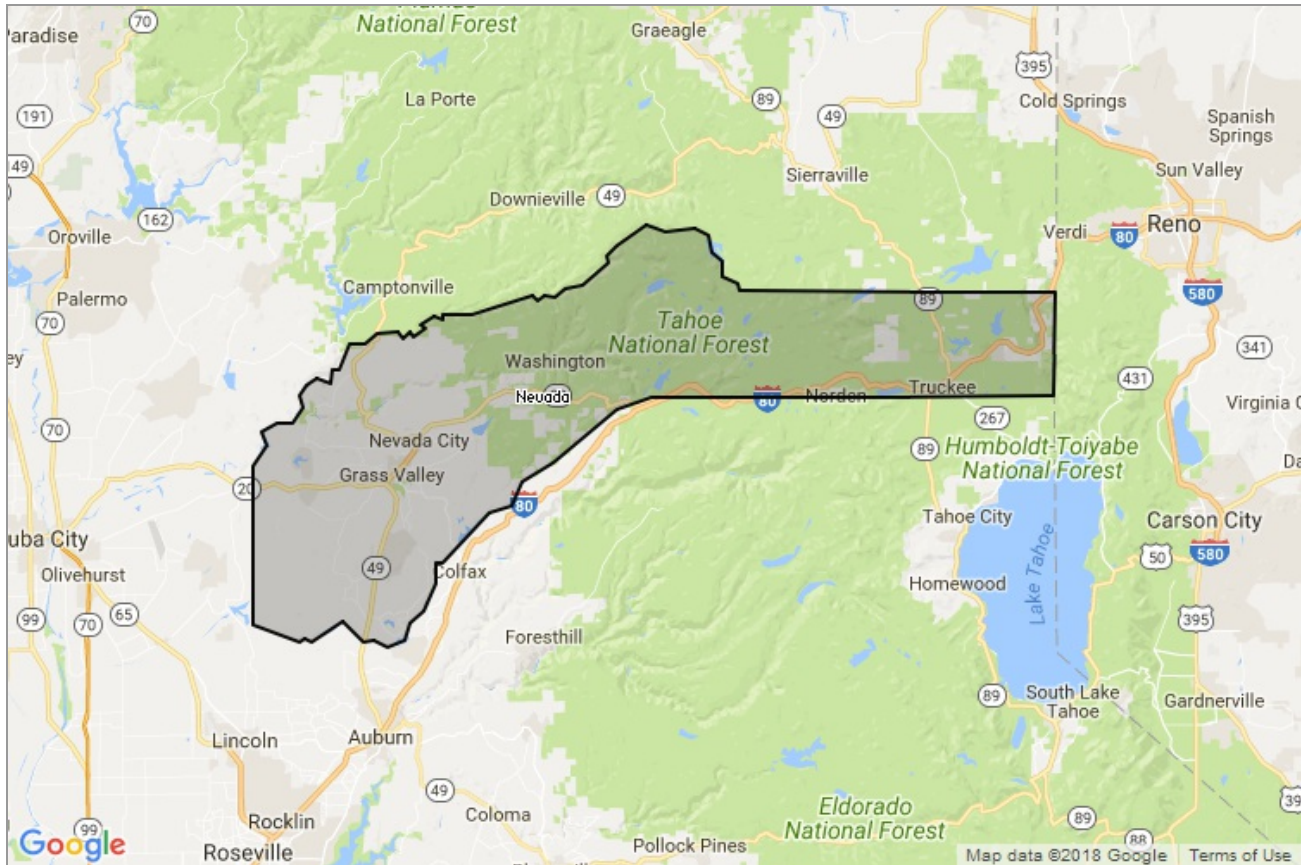 National Forest
70
Paradise
Graeagle
395
Cold Springs
La Porte
89
49
191
Spanish
Springs
149
Sierraville
Sun Valley
Downieville
49
162
Oroville
Verdi
80
Reno
Camptonville
Palermo
89
580
70
Tahoe
National Forest
ey
Washington
341
Nevada
80
Norden
Truckee
431
267
Virginia C
70
Nevada City
Humboldt-Toiyabe
National Forest
Grass Valley
89
Da
20
80
Tahoe City
Carson City
uba City
49
Colfax
50
580
Olivehurst
Homewood
Lake Tahoe
99
65
70
395
Foresthill
89
South Lake
Tahoe
Gardnerville
Lincoln
Auburn
49
Coloma
Eldorado
National Forest
89
Rocklin
99
Roseville
Pollock Pines
88
Google
Map data ©2018 Google
Terms of Use